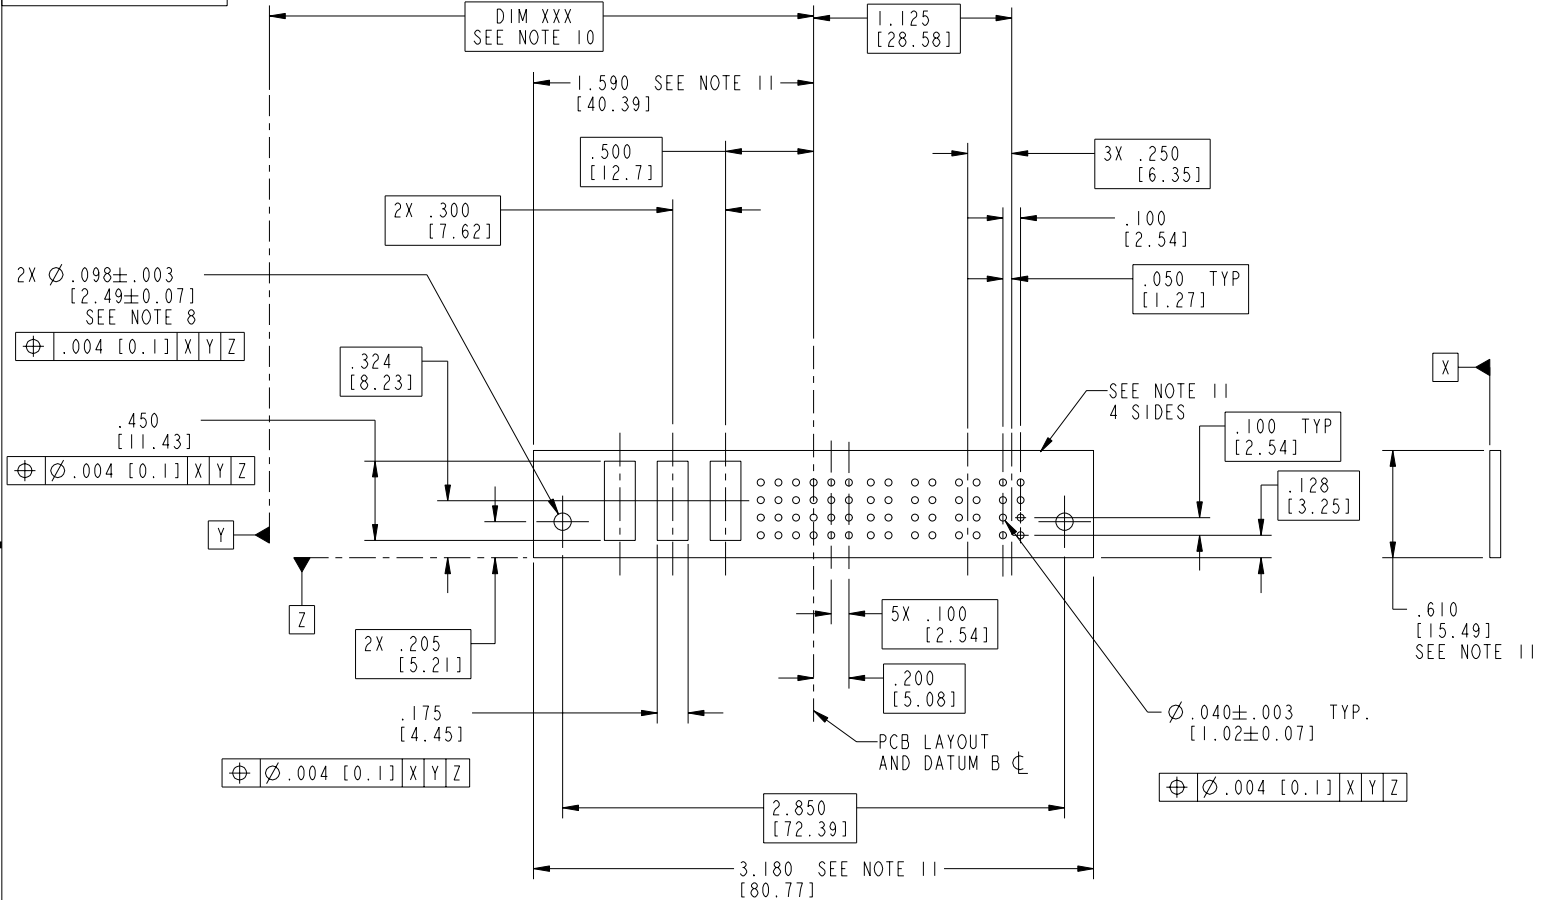 DIM XXX
SEE NOTE 10
1.125
[28.58]
1.590 SEE NOTE 11
[40.39]
.500
[12.7]
3X .250
[6.35]
2X .300
[7.62]
.100
[2.54]
2X Ø.098±.003
[2.49±0.07]
SEE NOTE 8
⌖ .004 [0.1] X Y Z
.050 TYP
[1.27]
.324
[8.23]
X
SEE NOTE 11
4 SIDES
.450
[11.43]
⌖ Ø.004 [0.1] X Y Z
.100 TYP
[2.54]
.128
[3.25]
Y
Z
5X .100
[2.54]
.610
[15.49]
SEE NOTE 11
2X .205
[5.21]
.200
[5.08]
.175
[4.45]
⌖ Ø.004 [0.1] X Y Z
Ø.040±.003 TYP.
[1.02±0.07]
⌖ Ø.004 [0.1] X Y Z
PCB LAYOUT
AND DATUM B ℄
2.850
[72.39]
3.180 SEE NOTE 11
[80.77]